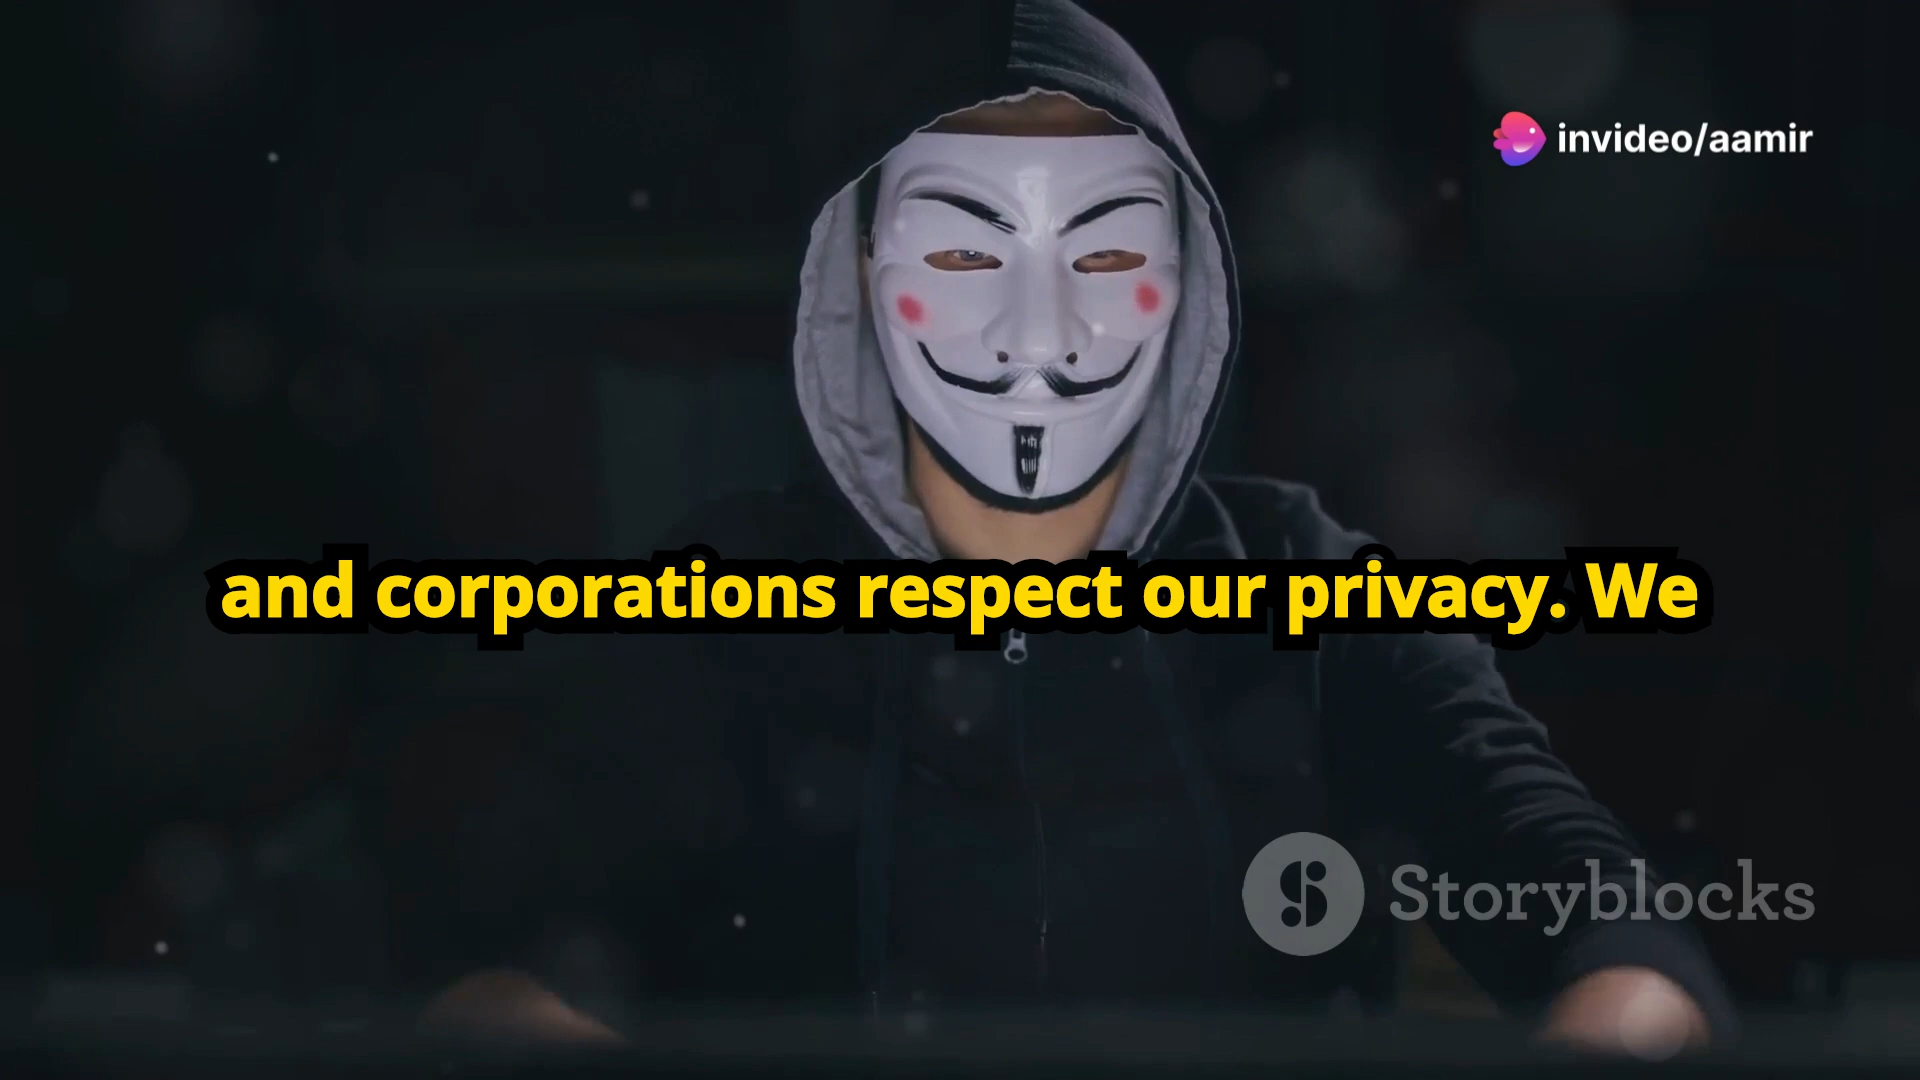 invideo/aamir
and corporations respect our privacy. We
Storyblocks